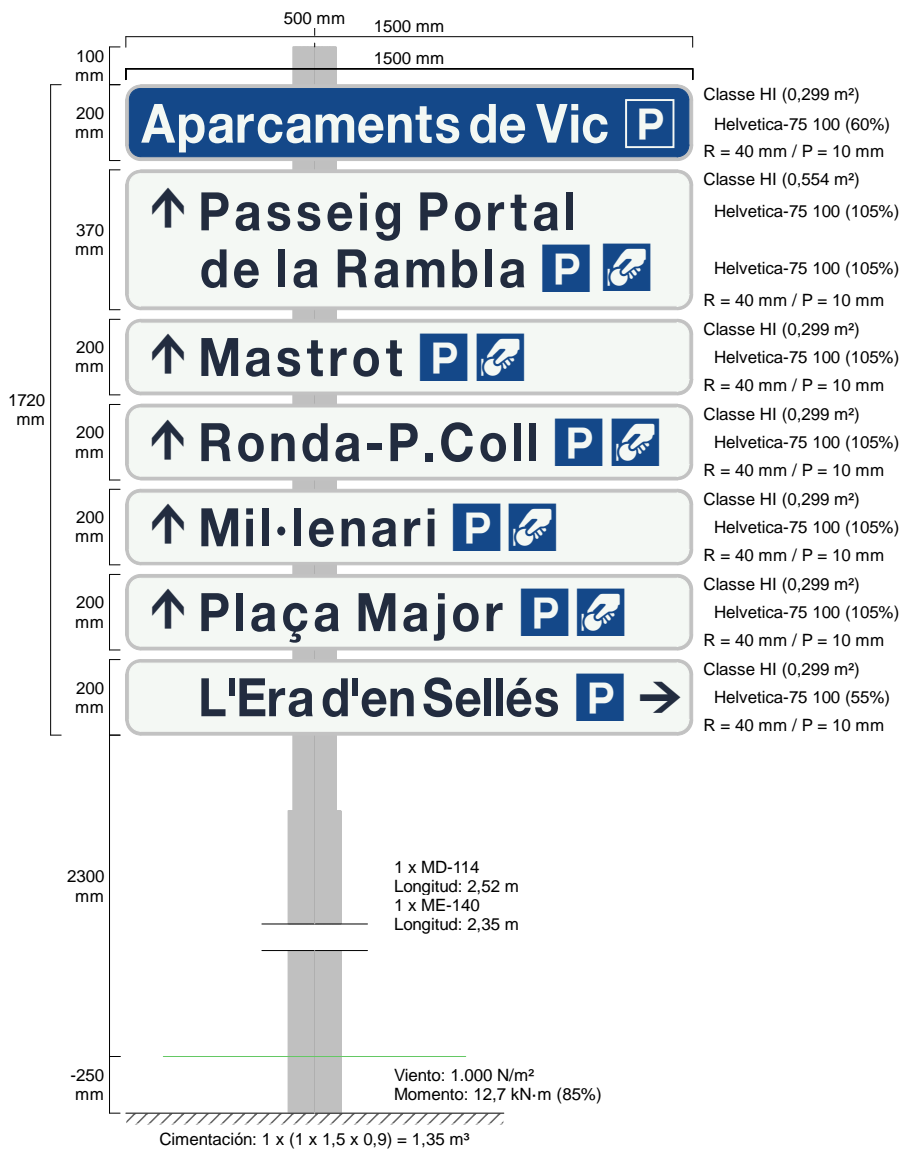 500 mm
1500 mm
100 mm
1500 mm
1720 mm
200 mm
Aparcaments de Vic P
Classe HI (0,299 m²)
Helvetica-75 100 (60%)
R = 40 mm / P = 10 mm
370 mm
Passeig Portal
de la Rambla P
Classe HI (0,554 m²)
Helvetica-75 100 (105%)
Helvetica-75 100 (105%)
R = 40 mm / P = 10 mm
200 mm
Mastrot P
Classe HI (0,299 m²)
Helvetica-75 100 (105%)
R = 40 mm / P = 10 mm
200 mm
Ronda-P.Coll P
Classe HI (0,299 m²)
Helvetica-75 100 (105%)
R = 40 mm / P = 10 mm
200 mm
Mil·lenari P
Classe HI (0,299 m²)
Helvetica-75 100 (105%)
R = 40 mm / P = 10 mm
200 mm
Plaça Major P
Classe HI (0,299 m²)
Helvetica-75 100 (105%)
R = 40 mm / P = 10 mm
200 mm
L'Era d'en Sellés P
Classe HI (0,299 m²)
Helvetica-75 100 (55%)
R = 40 mm / P = 10 mm
2300 mm
1 x MD-114
Longitud: 2,52 m
1 x ME-140
Longitud: 2,35 m
-250 mm
Viento: 1.000 N/m²
Momento: 12,7 kN·m (85%)
Cimentación: 1 x (1 x 1,5 x 0,9) = 1,35 m³